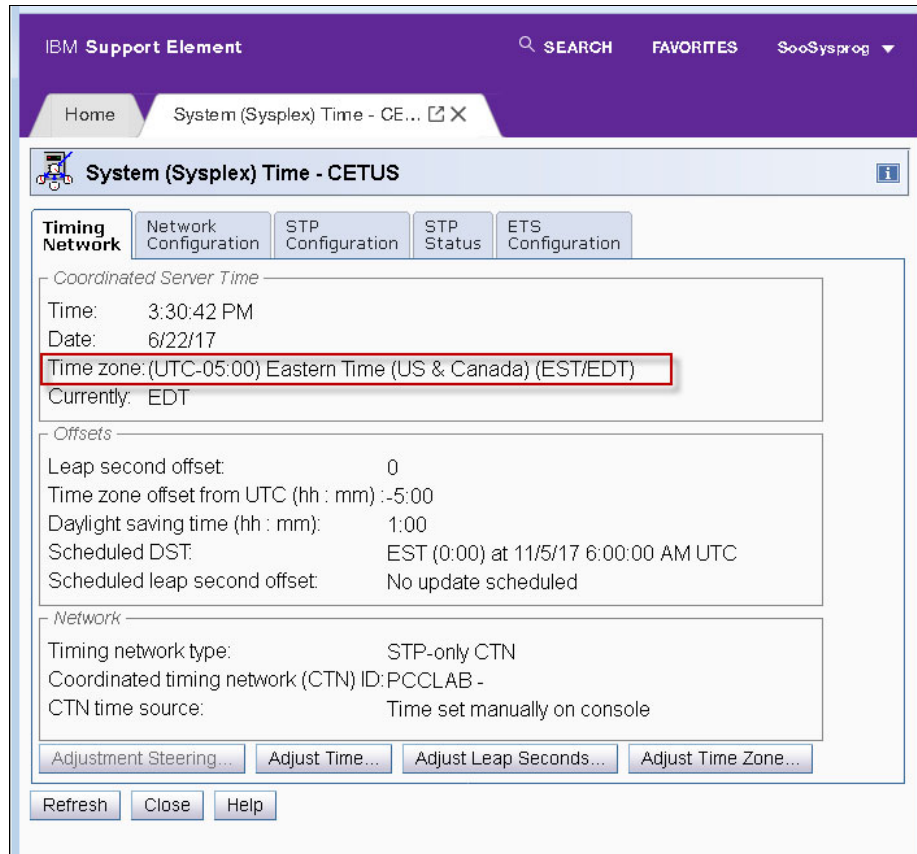 IBM Support Element SEARCH FAVORITES SooSysprog
Home System (Sysplex) Time - CE...
System (Sysplex) Time - CETUS
Timing Network Network Configuration STP Configuration STP Status ETS Configuration
Coordinated Server Time
Time: 3:30:42 PM
Date: 6/22/17
Time zone: (UTC-05:00) Eastern Time (US & Canada) (EST/EDT)
Currently: EDT
Offsets
Leap second offset: 0
Time zone offset from UTC (hh : mm) :-5:00
Daylight saving time (hh : mm): 1:00
Scheduled DST: EST (0:00) at 11/5/17 6:00:00 AM UTC
Scheduled leap second offset: No update scheduled
Network
Timing network type: STP-only CTN
Coordinated timing network (CTN) ID: PCCLAB -
CTN time source: Time set manually on console
Adjustment Steering... Adjust Time... Adjust Leap Seconds... Adjust Time Zone...
Refresh Close Help